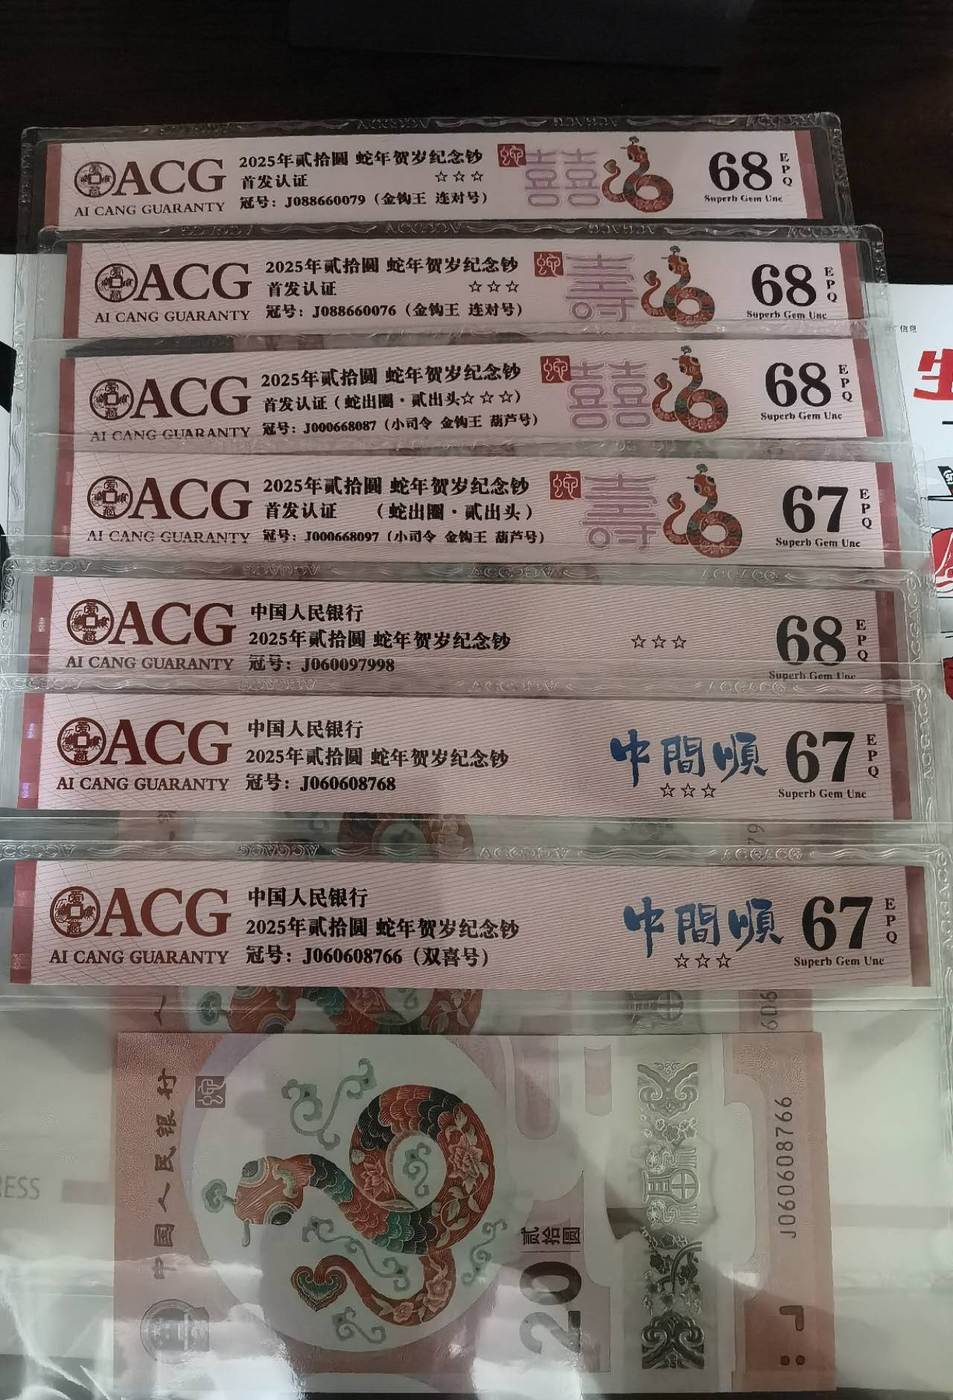 ACG
AI CANG GUARANTY
2025年贰拾圆 蛇年贺岁纪念钞
首发认证 ☆☆☆
冠号：J088660079（金钩王 连对号）
蛇
囍
68
EPQ
Superb Gem Unc
ACG
AI CANG GUARANTY
2025年贰拾圆 蛇年贺岁纪念钞
首发认证 ☆☆☆
冠号：J088660076（金钩王 连对号）
蛇
壽
68
EPQ
Superb Gem Unc
信息
生
ACG
AI CANG GUARANTY
2025年贰拾圆 蛇年贺岁纪念钞
首发认证（蛇出圈·贰出头☆☆☆）
冠号：J000668087（小司令 金钩王 葫芦号）
蛇
囍
68
EPQ
Superb Gem Unc
ACG
AI CANG GUARANTY
2025年贰拾圆 蛇年贺岁纪念钞
首发认证 （蛇出圈·贰出头）
冠号：J000668097（小司令 金钩王 葫芦号）
蛇
壽
67
EPQ
Superb Gem Unc
ACG
AI CANG GUARANTY
中国人民银行
2025年贰拾圆 蛇年贺岁纪念钞 ☆☆☆
冠号：J060097998
68
EPQ
Superb Gem Unc
ACG
AI CANG GUARANTY
中国人民银行
2025年贰拾圆 蛇年贺岁纪念钞
冠号：J060608768
中間順
☆☆☆
67
EPQ
Superb Gem Unc
79
ACG
AI CANG GUARANTY
中国人民银行
2025年贰拾圆 蛇年贺岁纪念钞
冠号：J060608766（双喜号）
中間順
☆☆☆
67
EPQ
Superb Gem Unc
606
中国人民银行
蛇
贰拾圆
20
J060608766
RESS